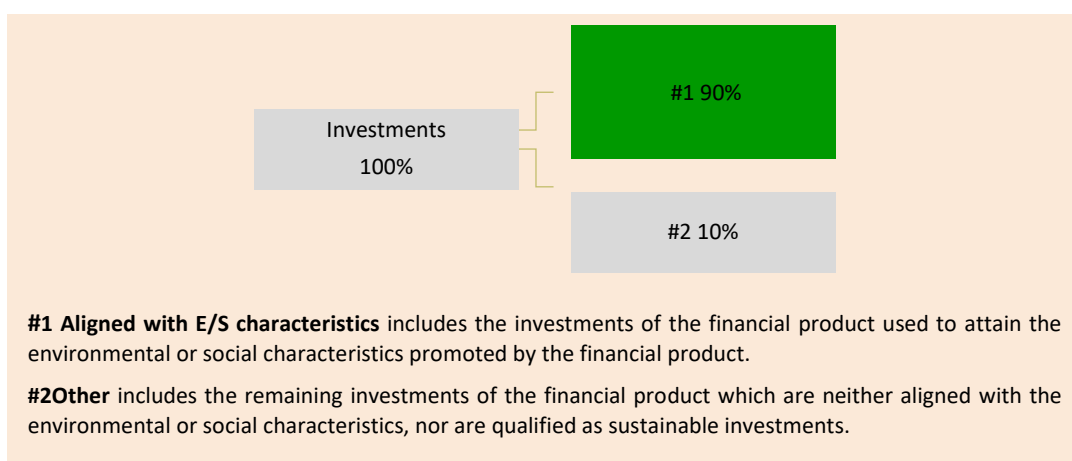 #1 90%
Investments
100%
#2 10%
#1 Aligned with E/S characteristics includes the investments of the financial product used to attain the
environmental or social characteristics promoted by the financial product.
#2Other includes the remaining investments of the financial product which are neither aligned with the
environmental or social characteristics, nor are qualified as sustainable investments.